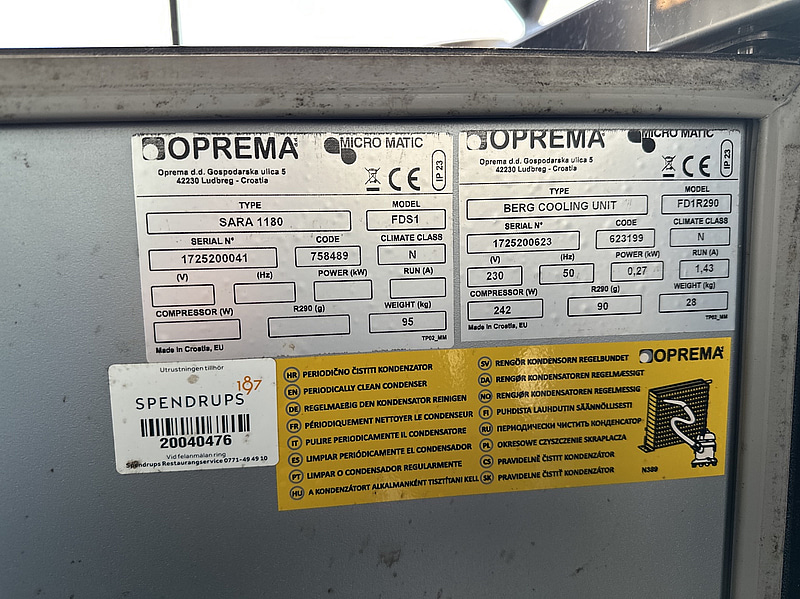 OPREMA d.d.
MICRO MATIC
Oprema d.d. Gospodarska ulica 5
42230 Ludbreg - Croatia
CE
IP 23
TYPE
MODEL
SARA 1180
FDS1
SERIAL N°
CODE
CLIMATE CLASS
1725200041
758489
N
(V)
(Hz)
POWER (kW)
RUN (A)
COMPRESSOR (W)
R290 (g)
WEIGHT (kg)
95
Made in Croatia, EU
TP02_MM
OPREMA
MICRO MATIC
Oprema d.d. Gospodarska ulica 5
42230 Ludbreg - Croatia
CE
IP 23
TYPE
MODEL
BERG COOLING UNIT
FD1R290
SERIAL N°
CODE
CLIMATE CLASS
1725200623
623199
N
(V)
(Hz)
POWER (kW)
RUN (A)
230
50
0,27
1,43
COMPRESSOR (W)
R290 (g)
WEIGHT (kg)
242
90
28
Made in Croatia, EU
TP02_MM
Utrustningen tillhör
SPENDRUPS 187
20040476
Vid felanmälan ring
Spendrups Restaurangservice 0771-49 49 10
HR PERIODIČNO ČISTITI KONDENZATOR
EN PERIODICALLY CLEAN CONDENSER
DE REGELMAEßIG DEN KONDENSATOR REINIGEN
FR PÉRIODIQUEMENT NETTOYER LE CONDENSEUR
IT PULIRE PERIODICAMENTE IL CONDENSATORE
ES LIMPIAR PERIÓDICAMENTE EL CONDENSADOR
PT LIMPAR O CONDENSADOR REGULARMENTE
HU A KONDENZÁTORT ALKALMANKÉNT TISZTÍTANI KELL
SV RENGÖR KONDENSORN REGELBUNDET
DA RENGØR KONDENSATOREN REGELMÆSSIGT
NO RENGJØR KONDENSATOREN REGELMESSIG
FI PUHDISTA LAUHDUTIN SÄÄNNÖLLISESTI
RU ПЕРИОДИЧЕСКИ ЧИСТИТЬ КОНДЕНСАТОР
PL OKRESOWE CZYSZCZENIE SKRAPLACZA
CS PRAVIDELNĚ ČISTIT KONDENZÁTOR
SK PRAVIDELNE ČISTIŤ KONDENZÁTOR
OPREMA
N389